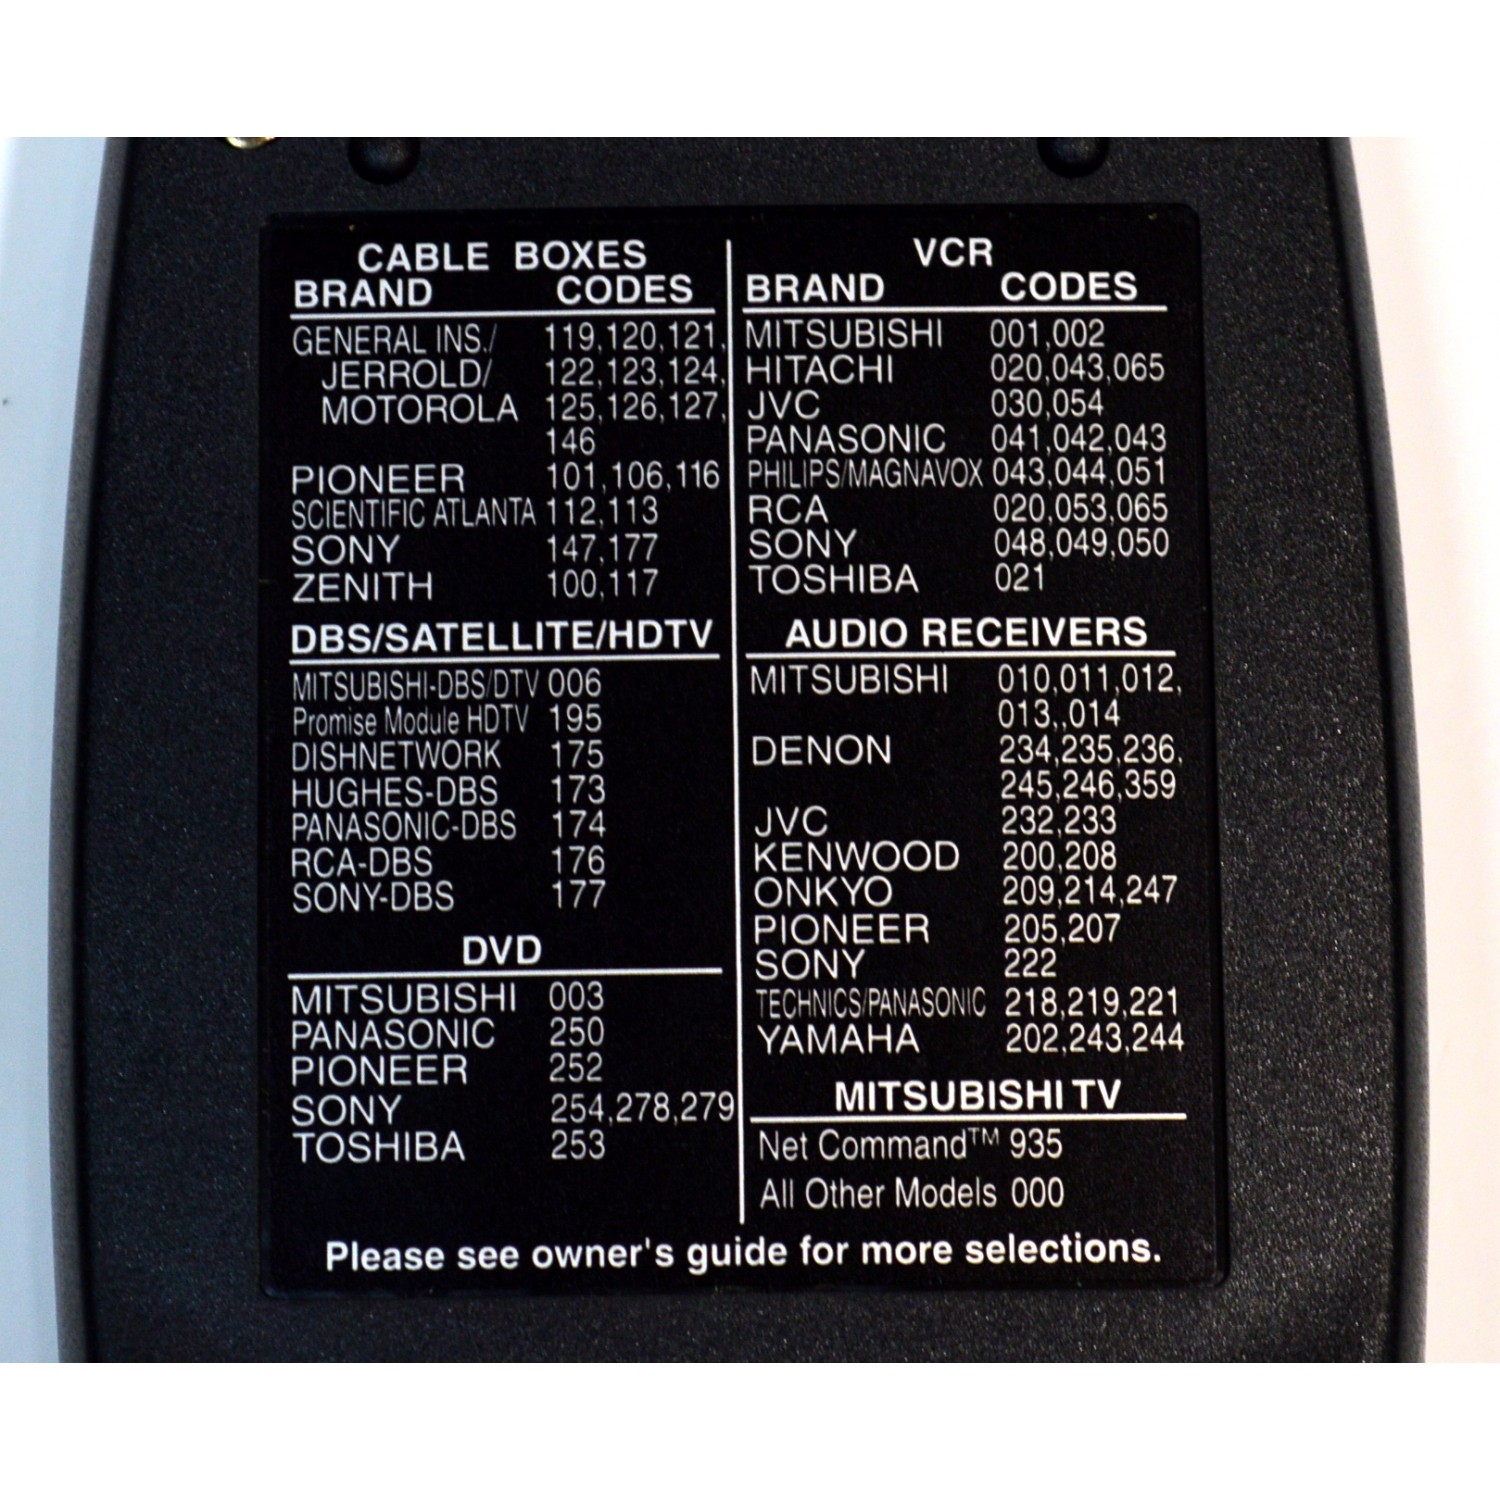 CABLE BOXES
BRAND CODES
GENERAL INS./ 119,120,121,
JERROLD/ 122,123,124,
MOTOROLA 125,126,127,
146
PIONEER 101,106,116
SCIENTIFIC ATLANTA 112,113
SONY 147,177
ZENITH 100,117
DBS/SATELLITE/HDTV
MITSUBISHI-DBS/DTV 006
Promise Module HDTV 195
DISHNETWORK 175
HUGHES-DBS 173
PANASONIC-DBS 174
RCA-DBS 176
SONY-DBS 177
DVD
MITSUBISHI 003
PANASONIC 250
PIONEER 252
SONY 254,278,279
TOSHIBA 253
VCR
BRAND CODES
MITSUBISHI 001,002
HITACHI 020,043,065
JVC 030,054
PANASONIC 041,042,043
PHILIPS/MAGNAVOX 043,044,051
RCA 020,053,065
SONY 048,049,050
TOSHIBA 021
AUDIO RECEIVERS
MITSUBISHI 010,011,012,
013,,014
DENON 234,235,236,
245,246,359
JVC 232,233
KENWOOD 200,208
ONKYO 209,214,247
PIONEER 205,207
SONY 222
TECHNICS/PANASONIC 218,219,221
YAMAHA 202,243,244
MITSUBISHI TV
Net Command™ 935
All Other Models 000
Please see owner's guide for more selections.